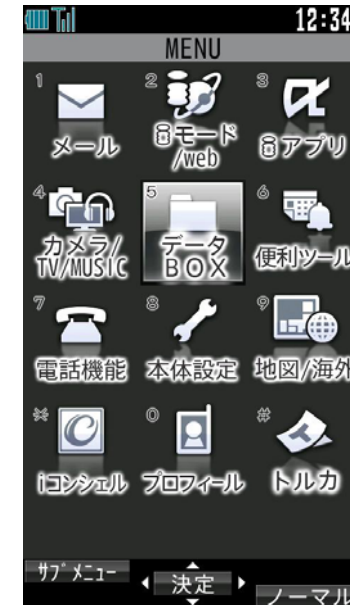 12:34
MENU
1 2 3
メール
iモード
/web
iアプリ
4 5 6
カメラ/
TV/MUSIC
データ
BOX
便利ツール
7 8 9
電話機能
本体設定
地図/海外
* 0 #
iコンシェル
プロフィール
トルカ
サブメニュー
決定
ノーマル